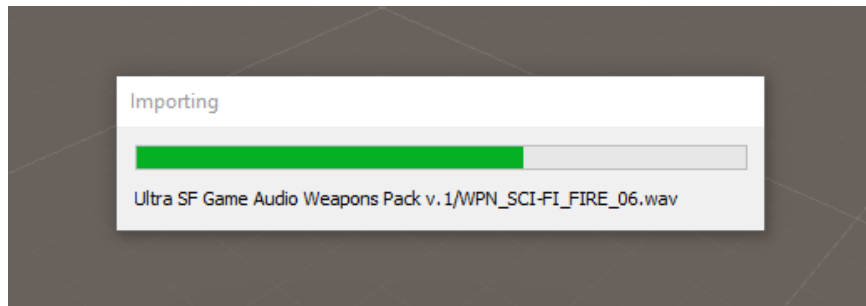 Importing
Ultra SF Game Audio Weapons Pack v.1/WPN_SCI-FI_FIRE_06.wav